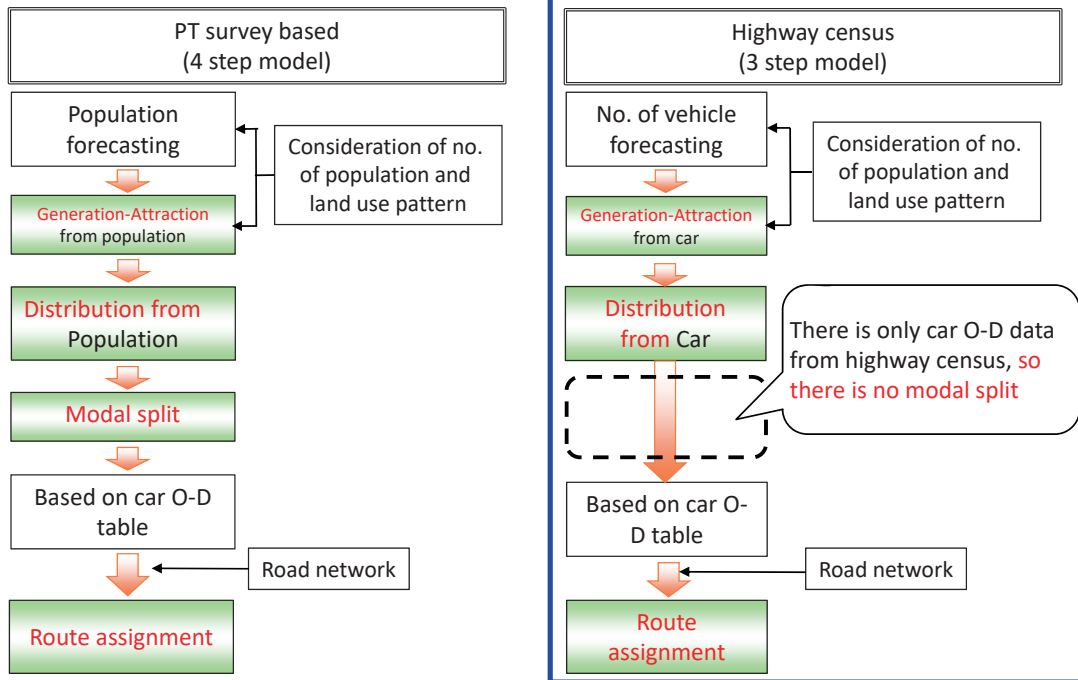 PT survey based
(4 step model)
Population
forecasting
Consideration of no.
of population and
land use pattern
Generation-Attraction
from population
Distribution from
Population
Modal split
Based on car O-D
table
Road network
Route assignment
Highway census
(3 step model)
No. of vehicle
forecasting
Consideration of no.
of population and
land use pattern
Generation-Attraction
from car
Distribution
from Car
There is only car O-D data
from highway census, so
there is no modal split
Based on car O-
D table
Road network
Route
assignment